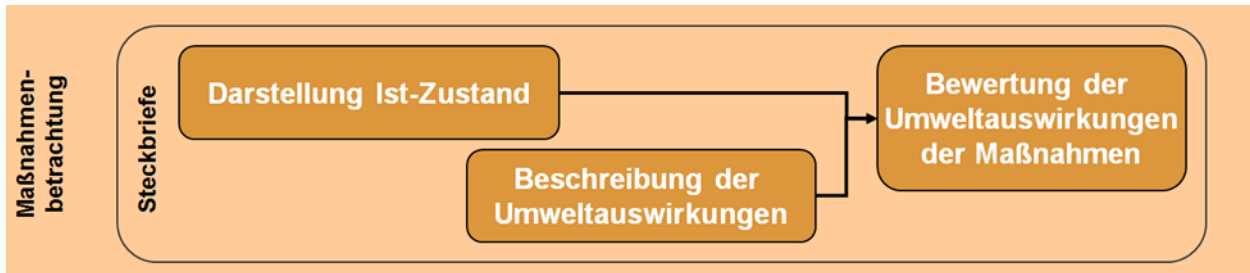 Maßnahmen-
betrachtung
Steckbriefe
Darstellung Ist-Zustand
Beschreibung der
Umweltauswirkungen
Bewertung der
Umweltauswirkungen
der Maßnahmen